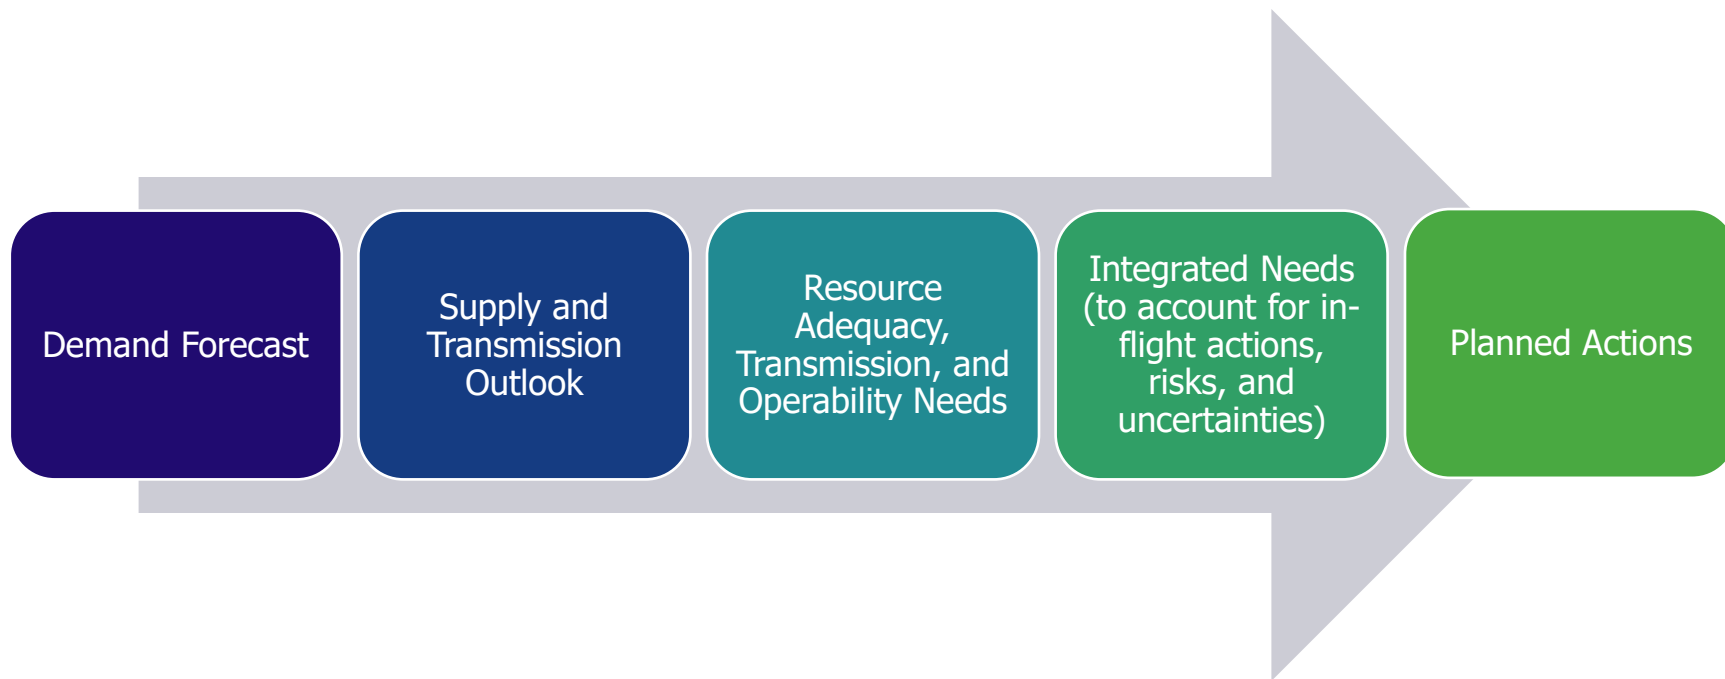 Demand Forecast
Supply and
Transmission
Outlook
Resource
Adequacy,
Transmission, and
Operability Needs
Integrated Needs
(to account for in-
flight actions,
risks, and
uncertainties)
Planned Actions